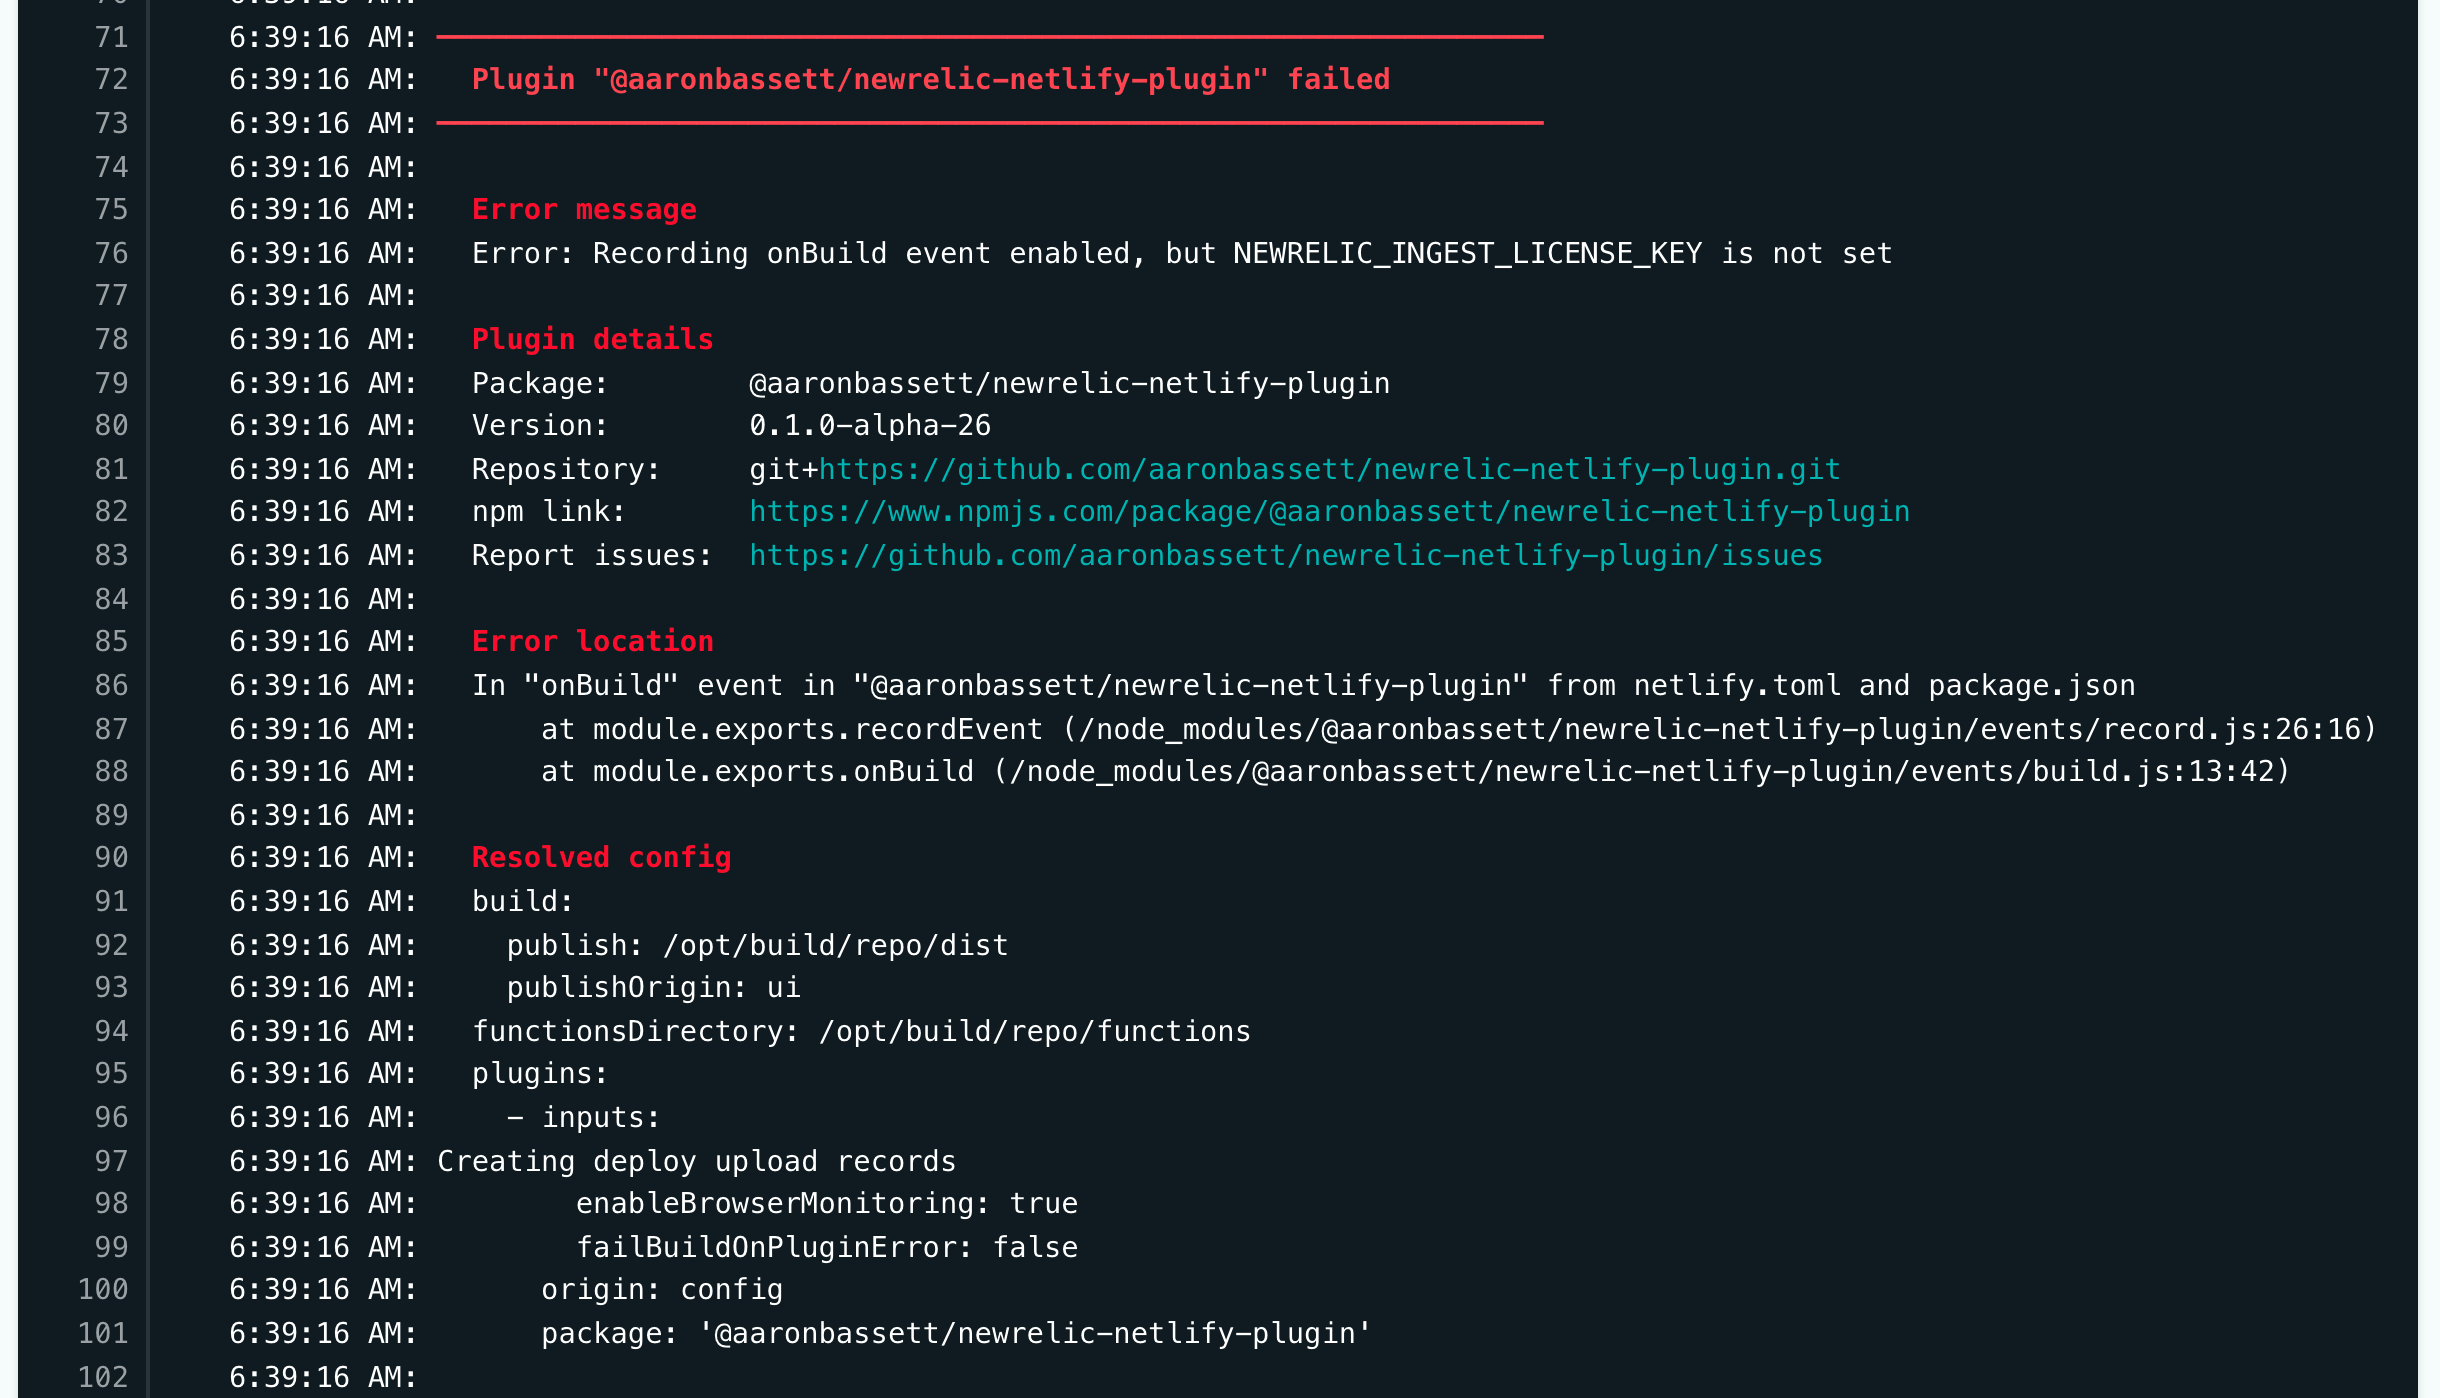 6:39:16 AM:
71 6:39:16 AM: ────────────────────────────────────────────────────────────────
72 6:39:16 AM:   Plugin "@aaronbassett/newrelic-netlify-plugin" failed
73 6:39:16 AM: ────────────────────────────────────────────────────────────────
74 6:39:16 AM:
75 6:39:16 AM:   Error message
76 6:39:16 AM:   Error: Recording onBuild event enabled, but NEWRELIC_INGEST_LICENSE_KEY is not set
77 6:39:16 AM:
78 6:39:16 AM:   Plugin details
79 6:39:16 AM:   Package:        @aaronbassett/newrelic-netlify-plugin
80 6:39:16 AM:   Version:        0.1.0-alpha-26
81 6:39:16 AM:   Repository:     git+https://github.com/aaronbassett/newrelic-netlify-plugin.git
82 6:39:16 AM:   npm link:       https://www.npmjs.com/package/@aaronbassett/newrelic-netlify-plugin
83 6:39:16 AM:   Report issues:  https://github.com/aaronbassett/newrelic-netlify-plugin/issues
84 6:39:16 AM:
85 6:39:16 AM:   Error location
86 6:39:16 AM:   In "onBuild" event in "@aaronbassett/newrelic-netlify-plugin" from netlify.toml and package.json
87 6:39:16 AM:       at module.exports.recordEvent (/node_modules/@aaronbassett/newrelic-netlify-plugin/events/record.js:26:16)
88 6:39:16 AM:       at module.exports.onBuild (/node_modules/@aaronbassett/newrelic-netlify-plugin/events/build.js:13:42)
89 6:39:16 AM:
90 6:39:16 AM:   Resolved config
91 6:39:16 AM:   build:
92 6:39:16 AM:     publish: /opt/build/repo/dist
93 6:39:16 AM:     publishOrigin: ui
94 6:39:16 AM:   functionsDirectory: /opt/build/repo/functions
95 6:39:16 AM:   plugins:
96 6:39:16 AM:     - inputs:
97 6:39:16 AM: Creating deploy upload records
98 6:39:16 AM:         enableBrowserMonitoring: true
99 6:39:16 AM:         failBuildOnPluginError: false
100 6:39:16 AM:       origin: config
101 6:39:16 AM:       package: '@aaronbassett/newrelic-netlify-plugin'
102 6:39:16 AM: